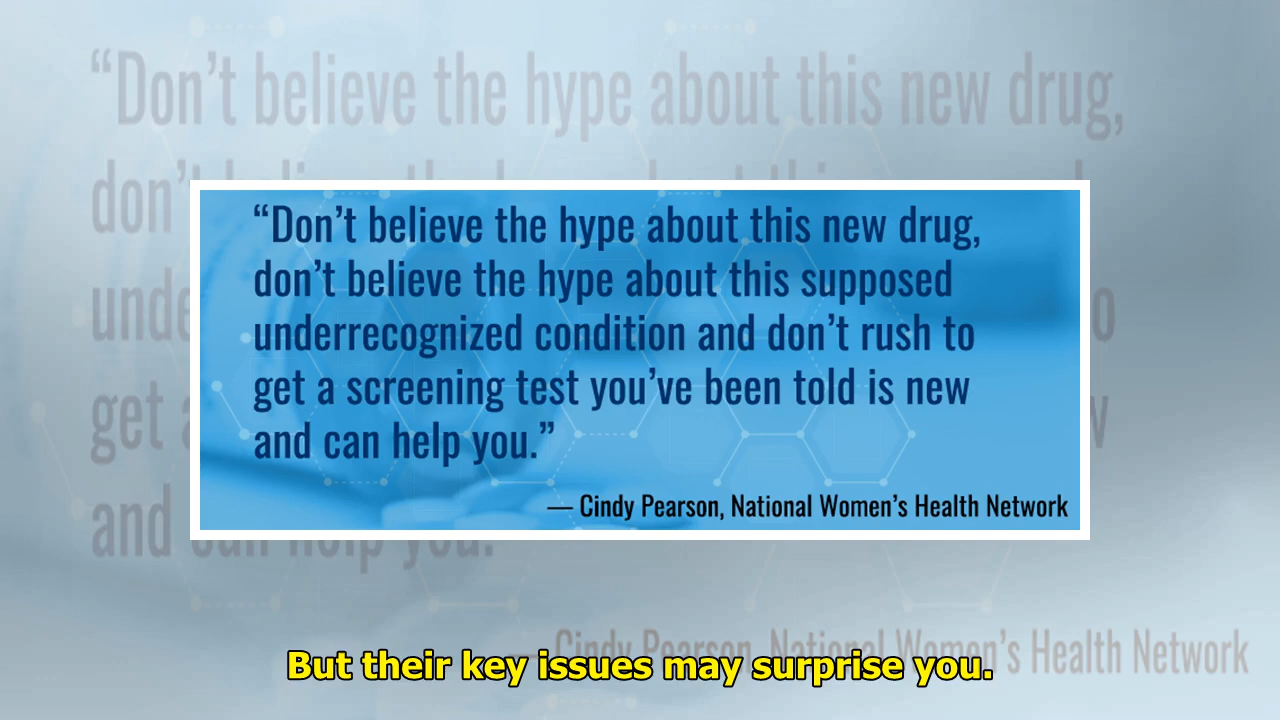 “Don’t believe the hype about this new drug,
don’t believe the hype about this supposed
underrecognized condition and don’t rush to
get a screening test you’ve been told is new
and can help you.”
— Cindy Pearson, National Women’s Health Network
But their key issues may surprise you.